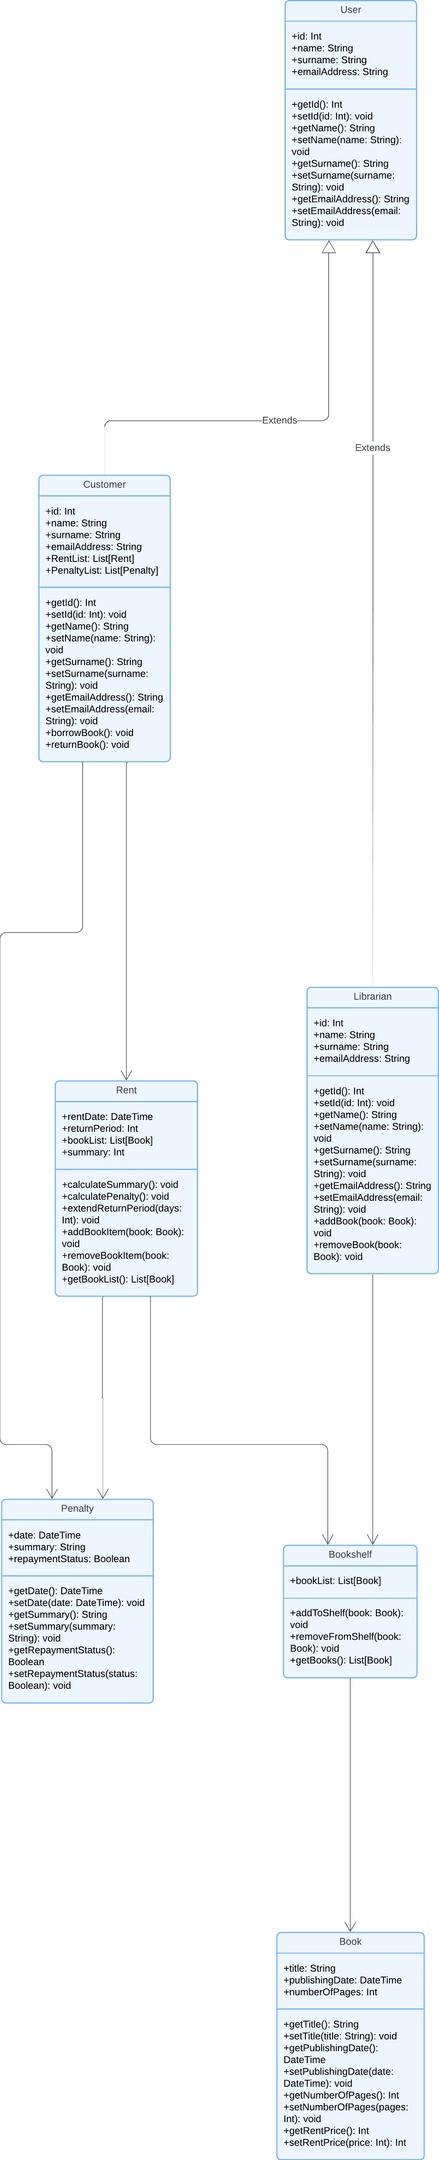 User
+id: Int
+name: String
+surname: String
+emailAddress: String
+getId(): Int
+setId(id: Int): void
+getName(): String
+setName(name: String):
void
+getSurname(): String
+setSurname(surname:
String): void
+getEmailAddress(): String
+setEmailAddress(email:
String): void
Extends
Extends
Customer
+id: Int
+name: String
+surname: String
+emailAddress: String
+RentList: List[Rent]
+PenaltyList: List[Penalty]
+getId(): Int
+setId(id: Int): void
+getName(): String
+setName(name: String):
void
+getSurname(): String
+setSurname(surname:
String): void
+getEmailAddress(): String
+setEmailAddress(email:
String): void
+borrowBook(): void
+returnBook(): void
Librarian
+id: Int
+name: String
+surname: String
+emailAddress: String
+getId(): Int
+setId(id: Int): void
+getName(): String
+setName(name: String):
void
+getSurname(): String
+setSurname(surname:
String): void
+getEmailAddress(): String
+setEmailAddress(email:
String): void
+addBook(book: Book):
void
+removeBook(book:
Book): void
Rent
+rentDate: DateTime
+returnPeriod: Int
+bookList: List[Book]
+summary: Int
+calculateSummary(): void
+calculatePenalty(): void
+extendReturnPeriod(days:
Int): void
+addBookItem(book: Book):
void
+removeBookItem(book:
Book): void
+getBookList(): List[Book]
Penalty
+date: DateTime
+summary: String
+repaymentStatus: Boolean
+getDate(): DateTime
+setDate(date: DateTime): void
+getSummary(): String
+setSummary(summary:
String): void
+getRepaymentStatus():
Boolean
+setRepaymentStatus(status:
Boolean): void
Bookshelf
+bookList: List[Book]
+addToShelf(book: Book):
void
+removeFromShelf(book:
Book): void
+getBooks(): List[Book]
Book
+title: String
+publishingDate: DateTime
+numberOfPages: Int
+getTitle(): String
+setTitle(title: String): void
+getPublishingDate():
DateTime
+setPublishingDate(date:
DateTime): void
+getNumberOfPages(): Int
+setNumberOfPages(pages:
Int): void
+getRentPrice(): Int
+setRentPrice(price: Int): Int